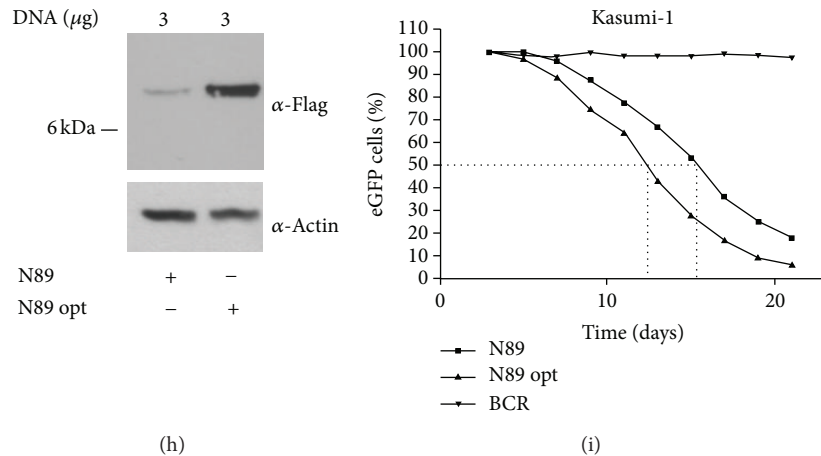 DNA (μg) 3 3
α-Flag
6 kDa
α-Actin
N89 + −
N89 opt − +
(h)
Kasumi-1
eGFP cells (%)
110
100
90
80
70
60
50
40
30
20
10
0
0 10 20
Time (days)
N89
N89 opt
BCR
(i)